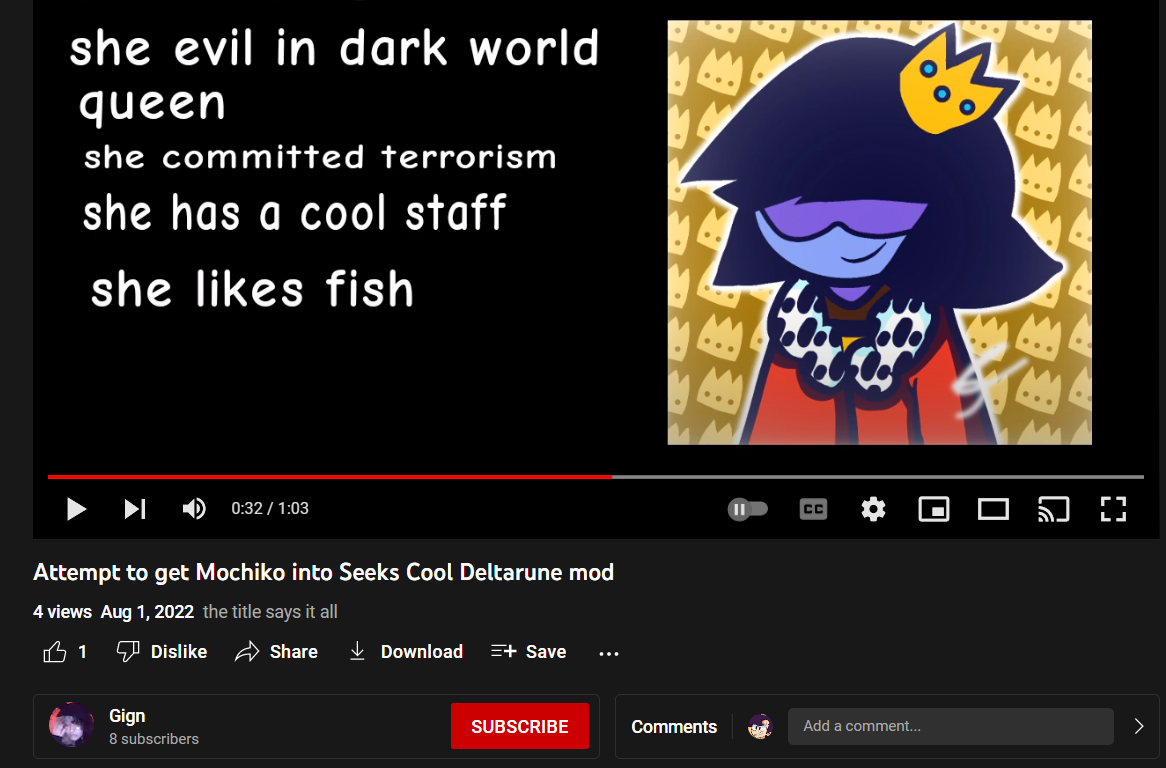 she evil in dark world
queen
she committed terrorism
she has a cool staff
she likes fish
0:32 / 1:03
CC
Attempt to get Mochiko into Seeks Cool Deltarune mod
4 views Aug 1, 2022 the title says it all
1 Dislike Share Download Save ...
Gign
8 subscribers
SUBSCRIBE
Comments
Add a comment...